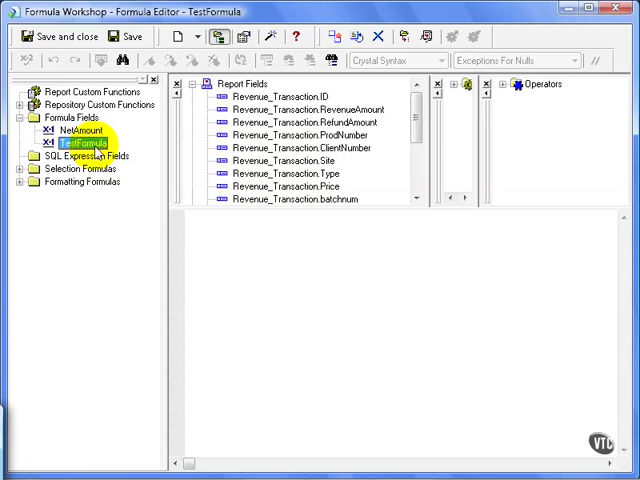 Formula Workshop - Formula Editor - TestFormula
Save and close
Save
Crystal Syntax
Exceptions For Nulls
//
Report Custom Functions
Repository Custom Functions
Formula Fields
NetAmount
TestFormula
SQL Expression Fields
Selection Formulas
Formatting Formulas
Report Fields
Revenue_Transaction.ID
Revenue_Transaction.RevenueAmount
Revenue_Transaction.RefundAmount
Revenue_Transaction.ProdNumber
Revenue_Transaction.ClientNumber
Revenue_Transaction.Site
Revenue_Transaction.Type
Revenue_Transaction.Price
Revenue_Transaction.batchnum
Operators
VTC